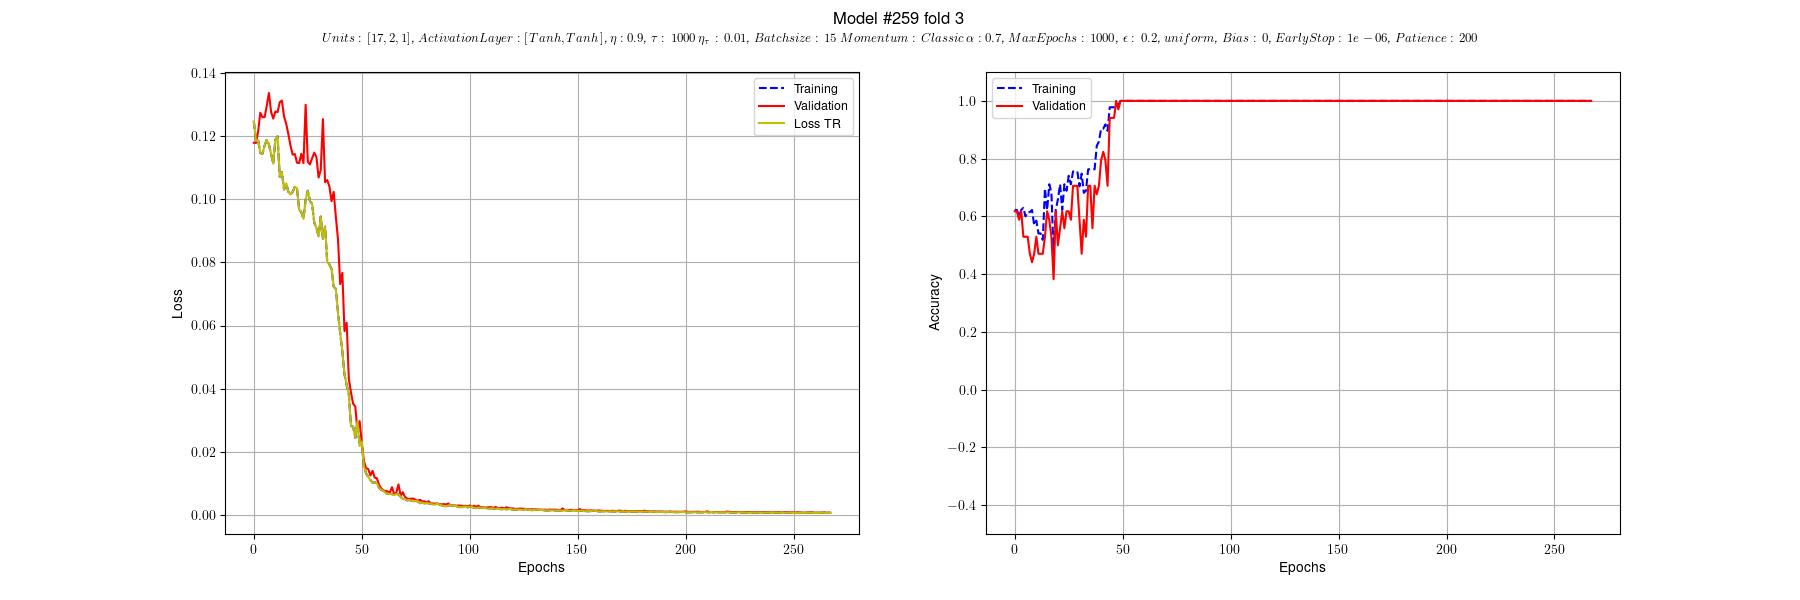 Model #259 fold 3
Units : [17, 2, 1], ActivationLayer : [Tanh, Tanh], η : 0.9, τ : 1000 ητ : 0.01, Batchsize : 15 Momentum : Classic α : 0.7, MaxEpochs : 1000, ϵ : 0.2, uniform, Bias : 0, EarlyStop : 1e − 06, Patience : 200
0.14
0.12
0.10
0.08
0.06
0.04
0.02
0.00
Loss
0 50 100 150 200 250
Epochs
Training
Validation
Loss TR
1.0
0.8
0.6
0.4
0.2
0.0
−0.2
−0.4
Accuracy
0 50 100 150 200 250
Epochs
Training
Validation